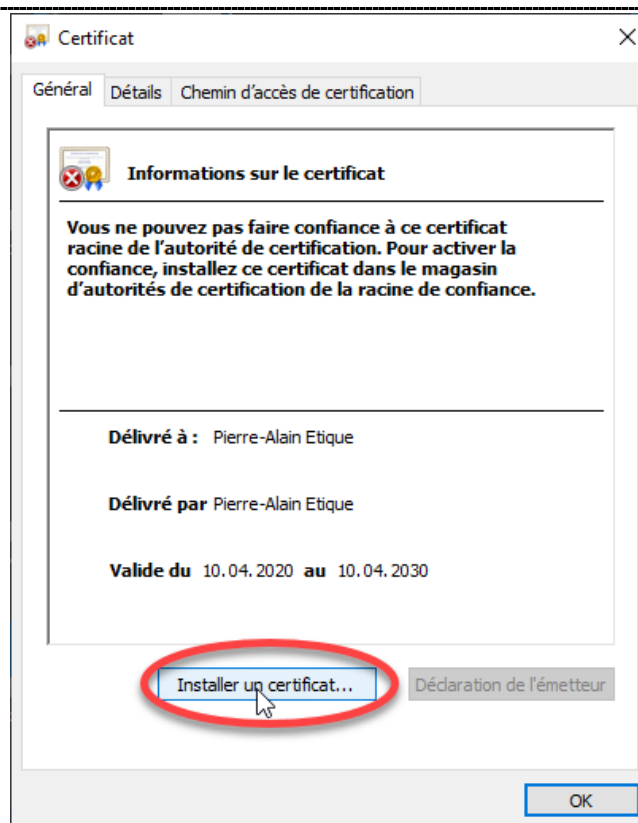 Certificat
Général Détails Chemin d'accès de certification
Informations sur le certificat
Vous ne pouvez pas faire confiance à ce certificat
racine de l'autorité de certification. Pour activer la
confiance, installez ce certificat dans le magasin
d'autorités de certification de la racine de confiance.
Délivré à : Pierre-Alain Etique
Délivré par Pierre-Alain Etique
Valide du 10.04.2020 au 10.04.2030
Installer un certificat... Déclaration de l'émetteur
OK